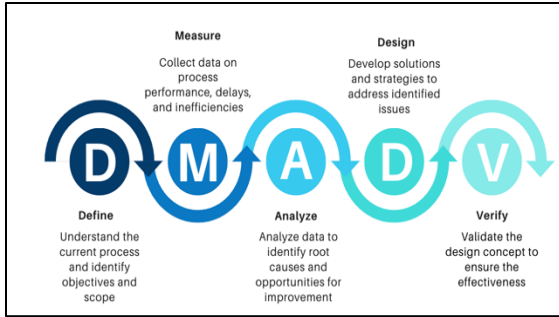 Measure
Collect data on
process
performance, delays,
and inefficiencies
Design
Develop solutions
and strategies to
address identified
issues
D
M
A
D
V
Define
Understand the
current process and
identify
objectives and
scope
Analyze
Analyze data to
identify root
causes and
opportunities for
improvement
Verify
Validate the
design concept to
ensure the
effectiveness